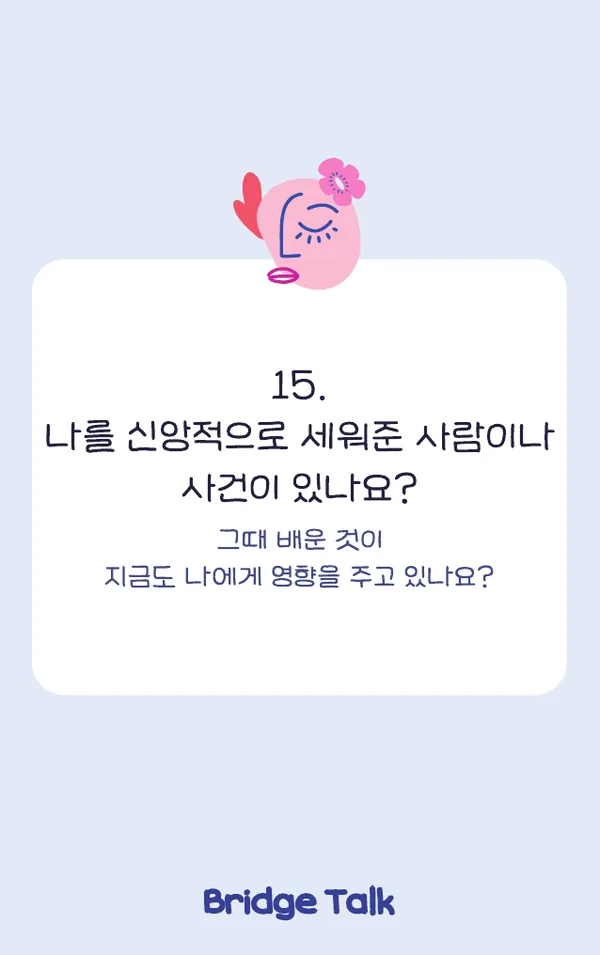 15.
나를 신앙적으로 세워준 사람이나
사건이 있나요?
그때 배운 것이
지금도 나에게 영향을 주고 있나요?
Bridge Talk